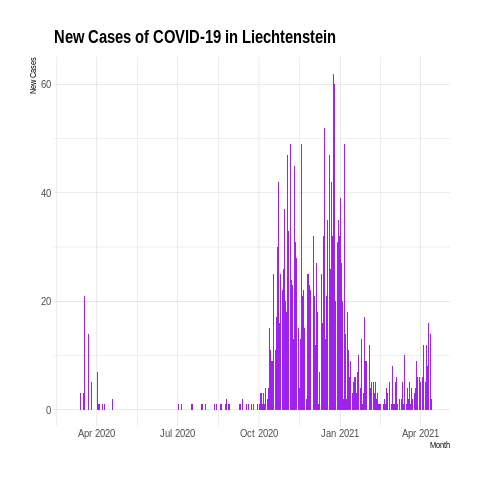 New Cases of COVID-19 in Liechtenstein
New Cases
60
40
20
0
Apr 2020
Jul 2020
Oct 2020
Jan 2021
Apr 2021
Month